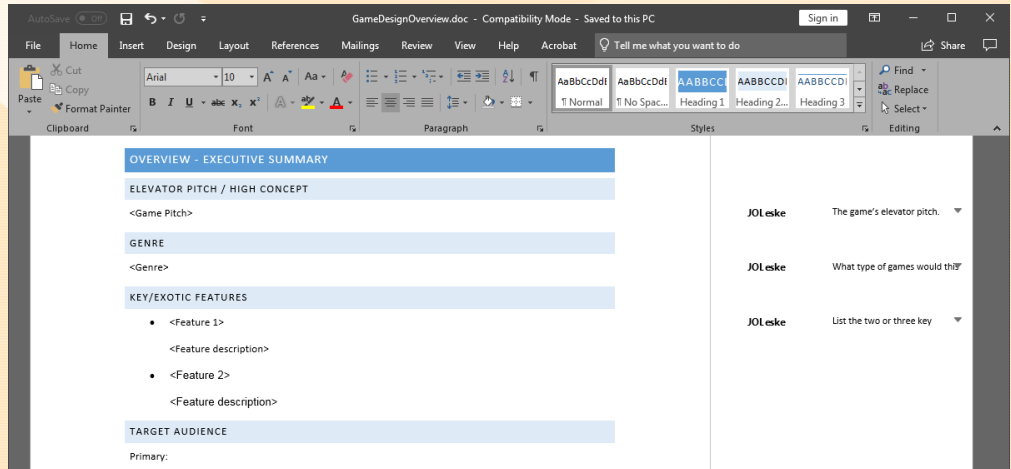 AutoSave Off GameDesignOverview.doc - Compatibility Mode - Saved to this PC Sign in
File Home Insert Design Layout References Mailings Review View Help Acrobat Tell me what you want to do Share
Paste
Cut
Copy
Format Painter
Clipboard
Arial 10 A A Aa
B I U abc X₂ X² A ab A
Font
Paragraph
AaBbCcDdE AaBbCcDdE AABBCCI AABBCCDI AABBCCDI
¶ Normal ¶ No Spac... Heading 1 Heading 2... Heading 3
Styles
Find
Replace
Select
Editing
OVERVIEW - EXECUTIVE SUMMARY
ELEVATOR PITCH / HIGH CONCEPT
<Game Pitch> JOLeske The game's elevator pitch.
GENRE
<Genre> JOLeske What type of games would this
KEY/EXOTIC FEATURES
• <Feature 1> JOLeske List the two or three key
<Feature description>
• <Feature 2>
<Feature description>
TARGET AUDIENCE
Primary: